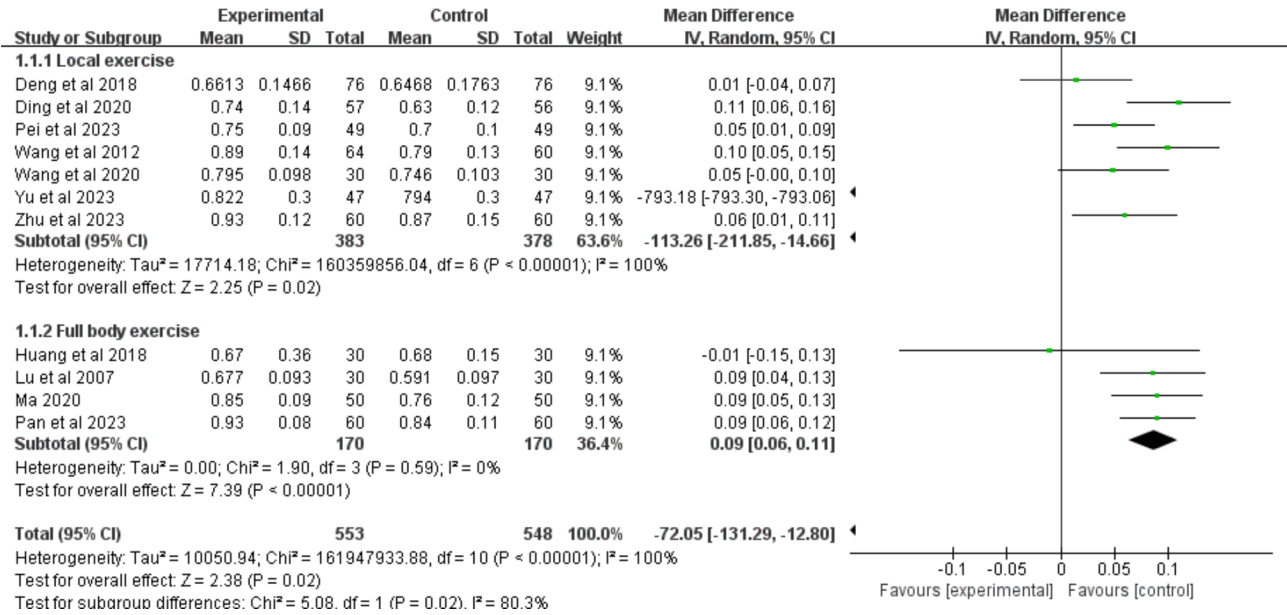 Experimental Control Mean Difference Mean Difference
Study or Subgroup Mean SD Total Mean SD Total Weight IV, Random, 95% CI IV, Random, 95% CI
1.1.1 Local exercise
Deng et al 2018 0.6613 0.1466 76 0.6468 0.1763 76 9.1% 0.01 [-0.04, 0.07]
Ding et al 2020 0.74 0.14 57 0.63 0.12 56 9.1% 0.11 [0.06, 0.16]
Pei et al 2023 0.75 0.09 49 0.7 0.1 49 9.1% 0.05 [0.01, 0.09]
Wang et al 2012 0.89 0.14 64 0.79 0.13 60 9.1% 0.10 [0.05, 0.15]
Wang et al 2020 0.795 0.098 30 0.746 0.103 30 9.1% 0.05 [-0.00, 0.10]
Yu et al 2023 0.822 0.3 47 794 0.3 47 9.1% -793.18 [-793.30, -793.06]
Zhu et al 2023 0.93 0.12 60 0.87 0.15 60 9.1% 0.06 [0.01, 0.11]
Subtotal (95% CI) 383 378 63.6% -113.26 [-211.85, -14.66]
Heterogeneity: Tau² = 17714.18; Chi² = 160359856.04, df = 6 (P < 0.00001); I² = 100%
Test for overall effect: Z = 2.25 (P = 0.02)
1.1.2 Full body exercise
Huang et al 2018 0.67 0.36 30 0.68 0.15 30 9.1% -0.01 [-0.15, 0.13]
Lu et al 2007 0.677 0.093 30 0.591 0.097 30 9.1% 0.09 [0.04, 0.13]
Ma 2020 0.85 0.09 50 0.76 0.12 50 9.1% 0.09 [0.05, 0.13]
Pan et al 2023 0.93 0.08 60 0.84 0.11 60 9.1% 0.09 [0.06, 0.12]
Subtotal (95% CI) 170 170 36.4% 0.09 [0.06, 0.11]
Heterogeneity: Tau² = 0.00; Chi² = 1.90, df = 3 (P = 0.59); I² = 0%
Test for overall effect: Z = 7.39 (P < 0.00001)
Total (95% CI) 553 548 100.0% -72.05 [-131.29, -12.80]
Heterogeneity: Tau² = 10050.94; Chi² = 161947933.88, df = 10 (P < 0.00001); I² = 100%
Test for overall effect: Z = 2.38 (P = 0.02)
Test for subgroup differences: Chi² = 5.08, df = 1 (P = 0.02), I² = 80.3%
-0.1 -0.05 0 0.05 0.1
Favours [experimental] Favours [control]